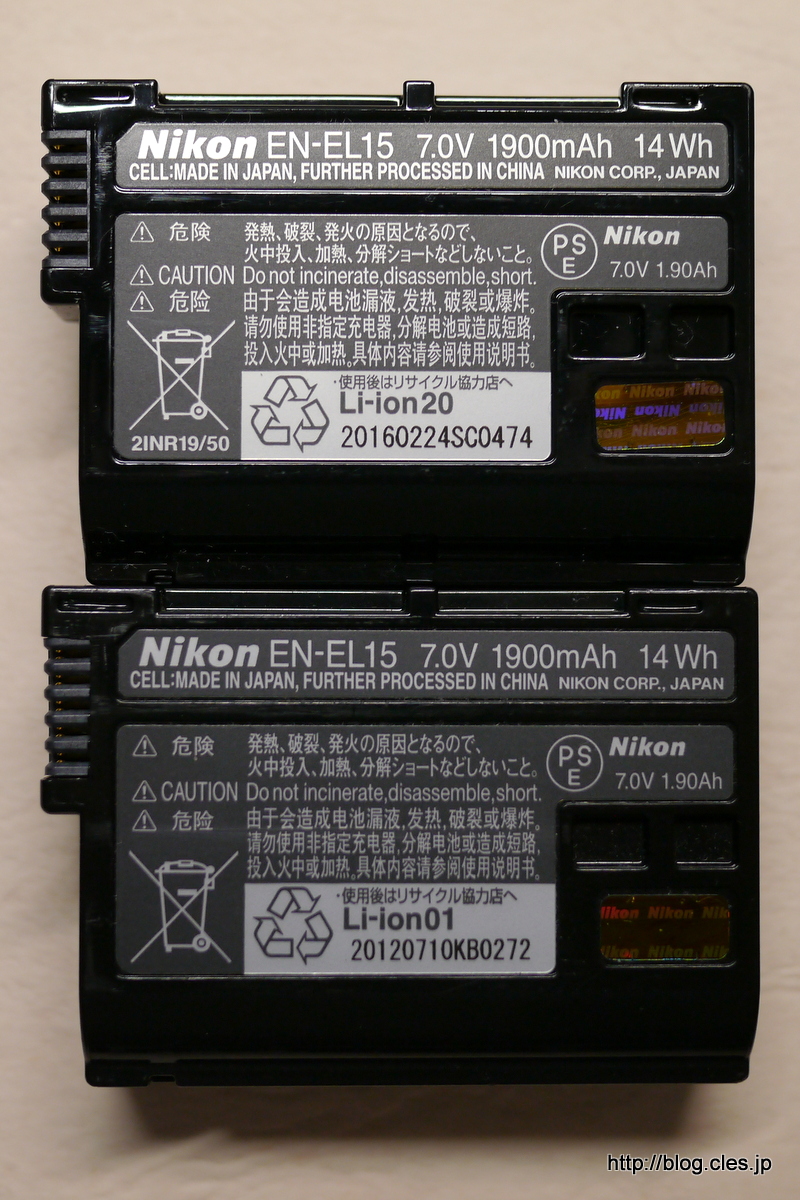 Nikon EN-EL15 7.0V 1900mAh 14Wh
CELL:MADE IN JAPAN, FURTHER PROCESSED IN CHINA NIKON CORP., JAPAN
⚠ 危険 発熱、破裂、発火の原因となるので、
火中投入、加熱、分解ショートなどしないこと。
⚠ CAUTION Do not incinerate,disassemble,short.
⚠ 危险 由于会造成电池漏液,发热,破裂或爆炸。
请勿使用非指定充电器,分解电池或造成短路,
投入火中或加热。具体内容请参阅使用说明书。
PS
E
Nikon
7.0V 1.90Ah
2INR19/50
・使用後はリサイクル協力店へ
Li-ion20
20160224SC0474
Nikon Nikon
Nikon Nikon
Nikon Nikon
Nikon EN-EL15 7.0V 1900mAh 14Wh
CELL:MADE IN JAPAN, FURTHER PROCESSED IN CHINA NIKON CORP., JAPAN
⚠ 危険 発熱、破裂、発火の原因となるので、
火中投入、加熱、分解ショートなどしないこと。
⚠ CAUTION Do not incinerate,disassemble,short.
⚠ 危险 由于会造成电池漏液,发热,破裂或爆炸。
请勿使用非指定充电器,分解电池或造成短路,
投入火中或加热。具体内容请参阅使用说明书。
PS
E
Nikon
7.0V 1.90Ah
・使用後はリサイクル協力店へ
Li-ion01
20120710KB0272
Nikon
Nikon
http://blog.cles.jp